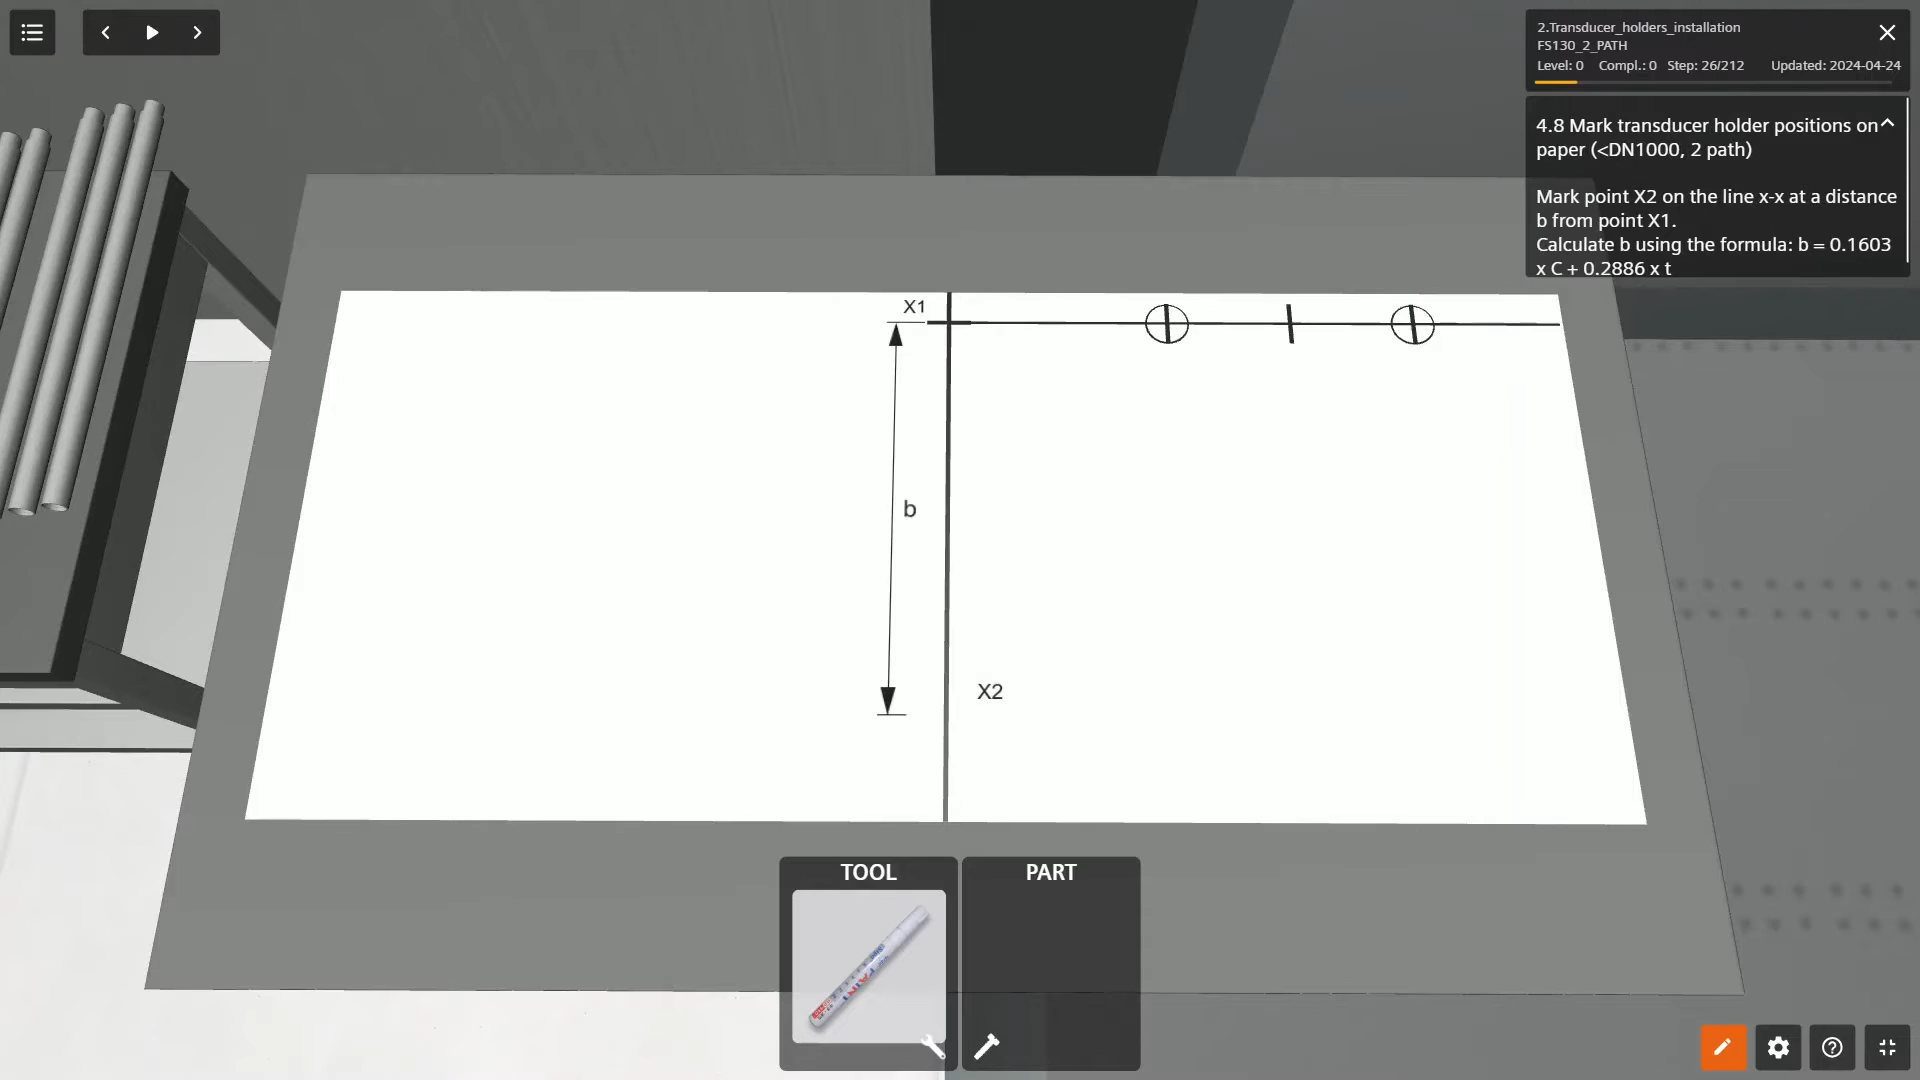 2.Transducer_holders_installation
FS130_2_PATH
Level: 0 Compl.: 0 Step: 26/212 Updated: 2024-04-24
4.8 Mark transducer holder positions on
paper (<DN1000, 2 path)
Mark point X2 on the line x-x at a distance
b from point X1.
Calculate b using the formula: b = 0.1603
x C + 0.2886 x t
X1
b
X2
TOOL
PART